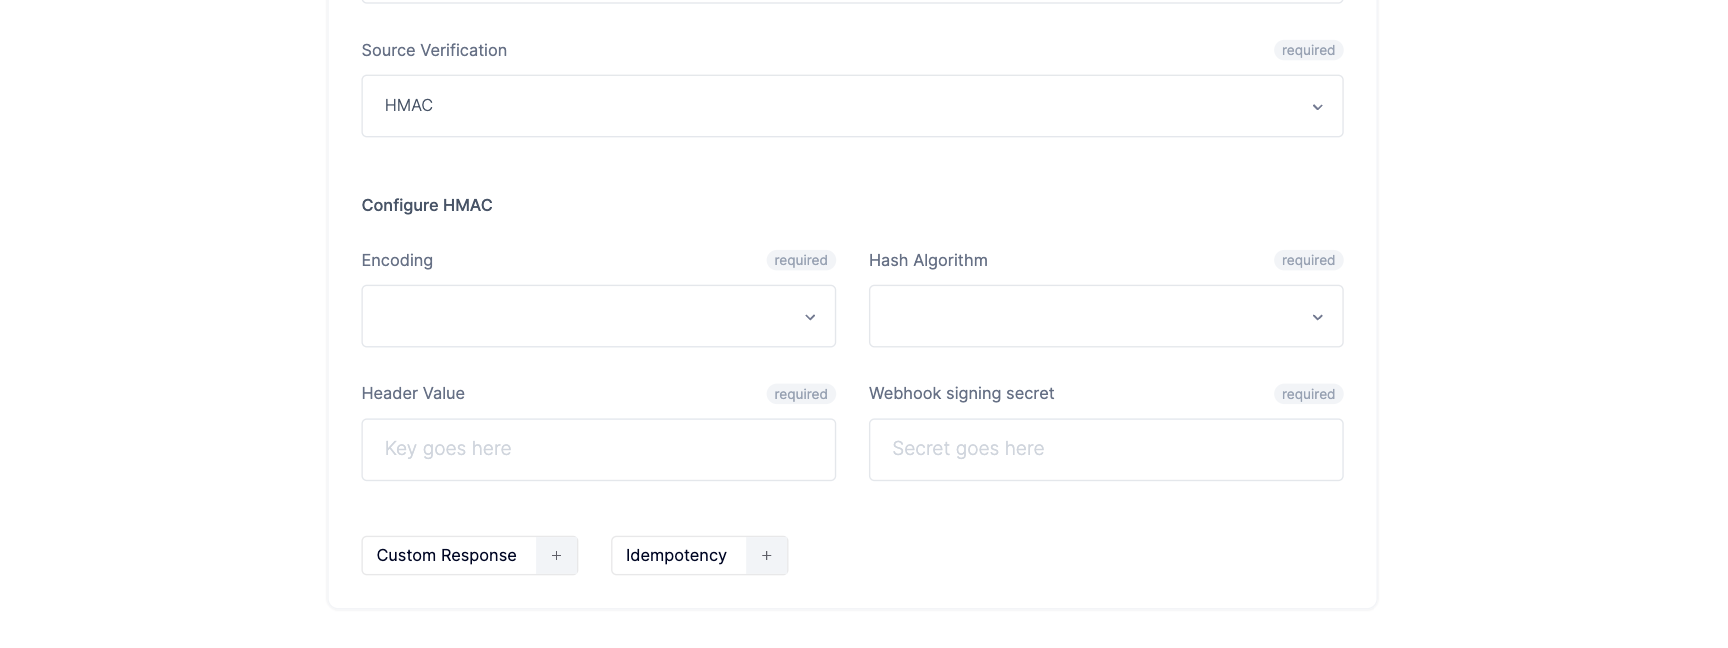 Source Verification required
HMAC
Configure HMAC
Encoding required Hash Algorithm required
Header Value required Webhook signing secret required
Key goes here Secret goes here
Custom Response + Idempotency +